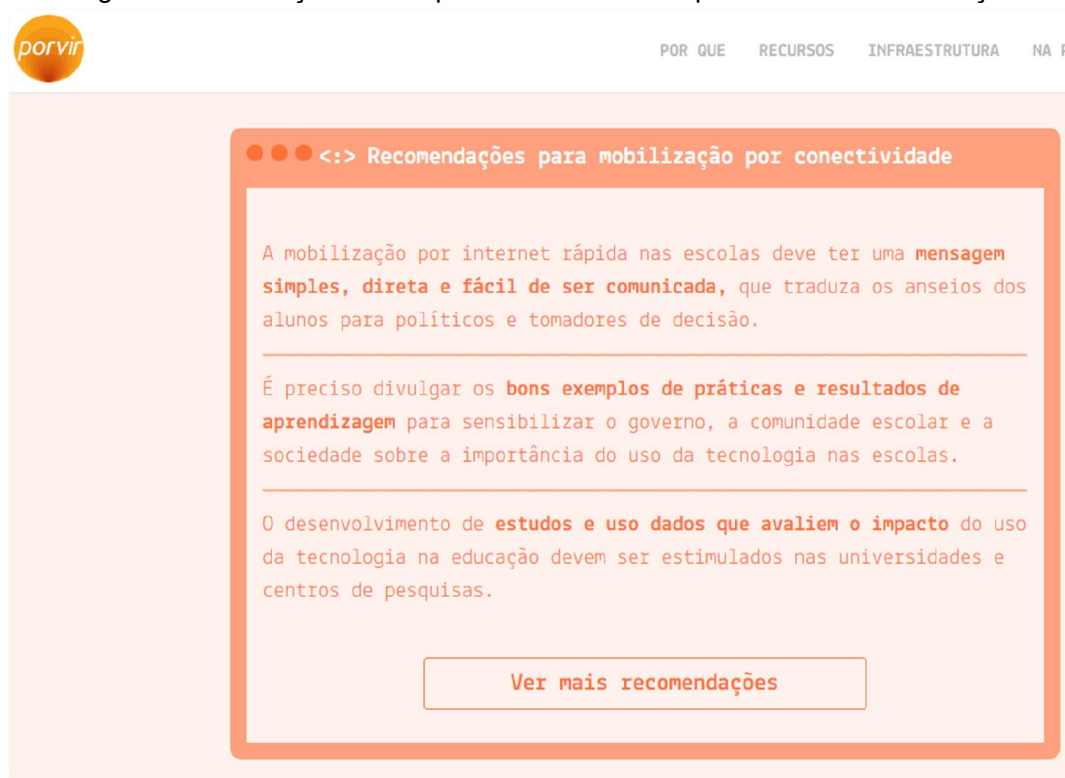 porvir
POR QUE RECURSOS INFRAESTRUTURA NA
<:> Recomendações para mobilização por conectividade
A mobilização por internet rápida nas escolas deve ter uma mensagem
simples, direta e fácil de ser comunicada, que traduza os anseios dos
alunos para políticos e tomadores de decisão.
É preciso divulgar os bons exemplos de práticas e resultados de
aprendizagem para sensibilizar o governo, a comunidade escolar e a
sociedade sobre a importância do uso da tecnologia nas escolas.
O desenvolvimento de estudos e uso dados que avaliem o impacto do uso
da tecnologia na educação devem ser estimulados nas universidades e
centros de pesquisas.
Ver mais recomendações